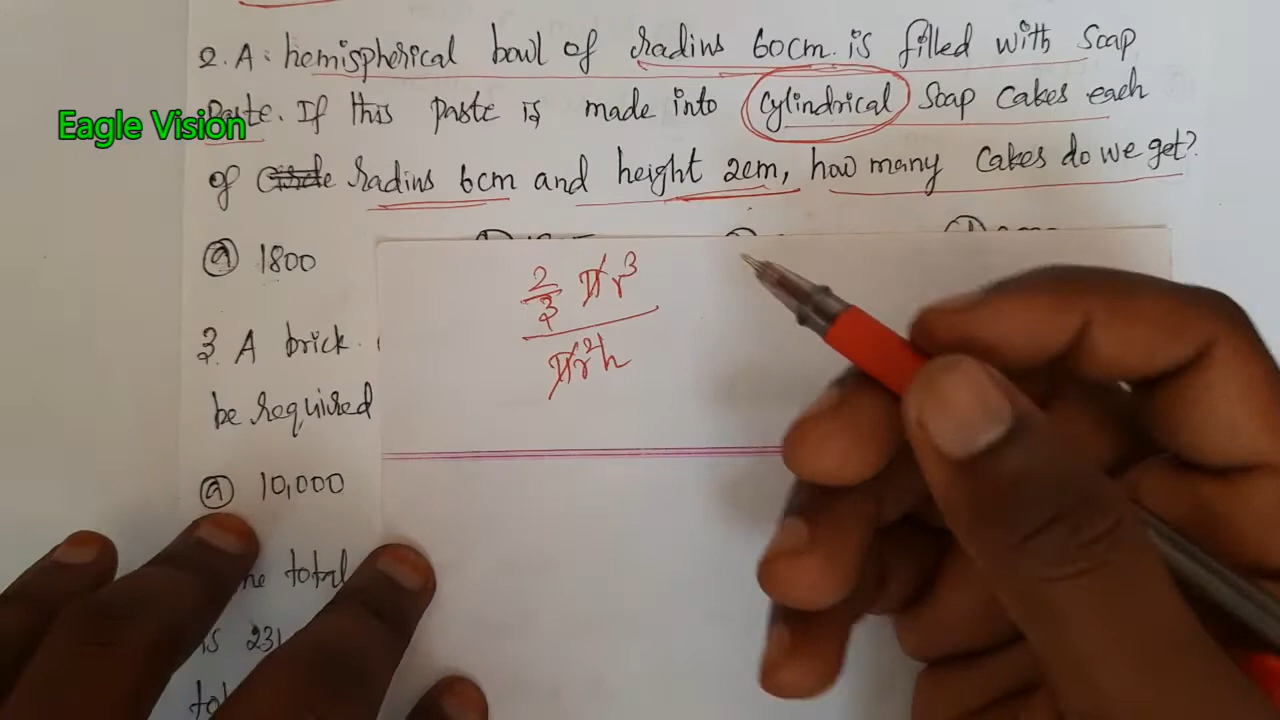 2. A. hemispherical bowl of radius 60cm. is filled with Soap
Paste. If this paste is made into cylindrical Soap cakes each
Eagle Vision
of radius 6cm and height 2cm, how many cakes do we get?
ⓐ 1800
2/3 πr³
πr²h
3. A brick
be required
ⓐ 10,000
total
is 231